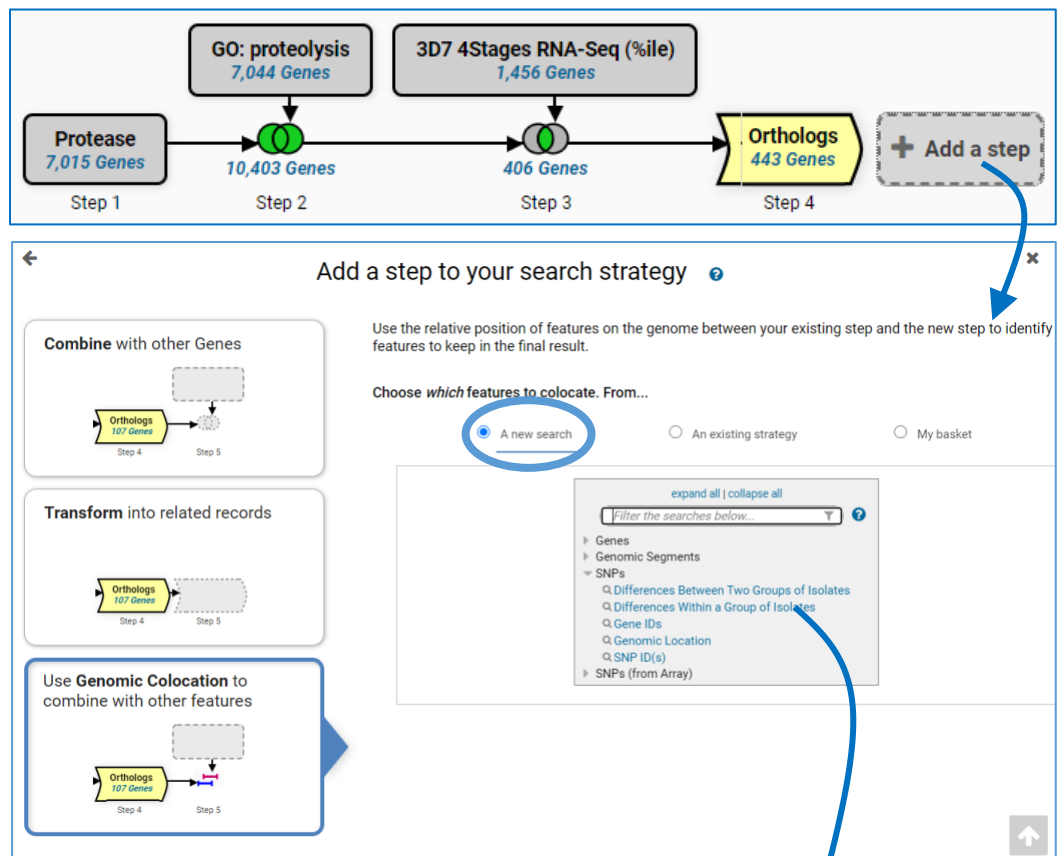 GO: proteolysis
7,044 Genes
3D7 4Stages RNA-Seq (%ile)
1,456 Genes
Protease
7,015 Genes
10,403 Genes
406 Genes
Orthologs
443 Genes
+ Add a step
Step 1
Step 2
Step 3
Step 4
Add a step to your search strategy ?
Combine with other Genes
Orthologs
107 Genes
Step 4
Step 5
Transform into related records
Orthologs
107 Genes
Step 4
Step 5
Use Genomic Colocation to
combine with other features
Orthologs
107 Genes
Step 4
Step 5
Use the relative position of features on the genome between your existing step and the new step to identify
features to keep in the final result.
Choose which features to colocate. From...
A new search
An existing strategy
My basket
expand all | collapse all
Filter the searches below... ?
Genes
Genomic Segments
SNPs
Differences Between Two Groups of Isolates
Differences Within a Group of Isolates
Gene IDs
Genomic Location
SNP ID(s)
SNPs (from Array)